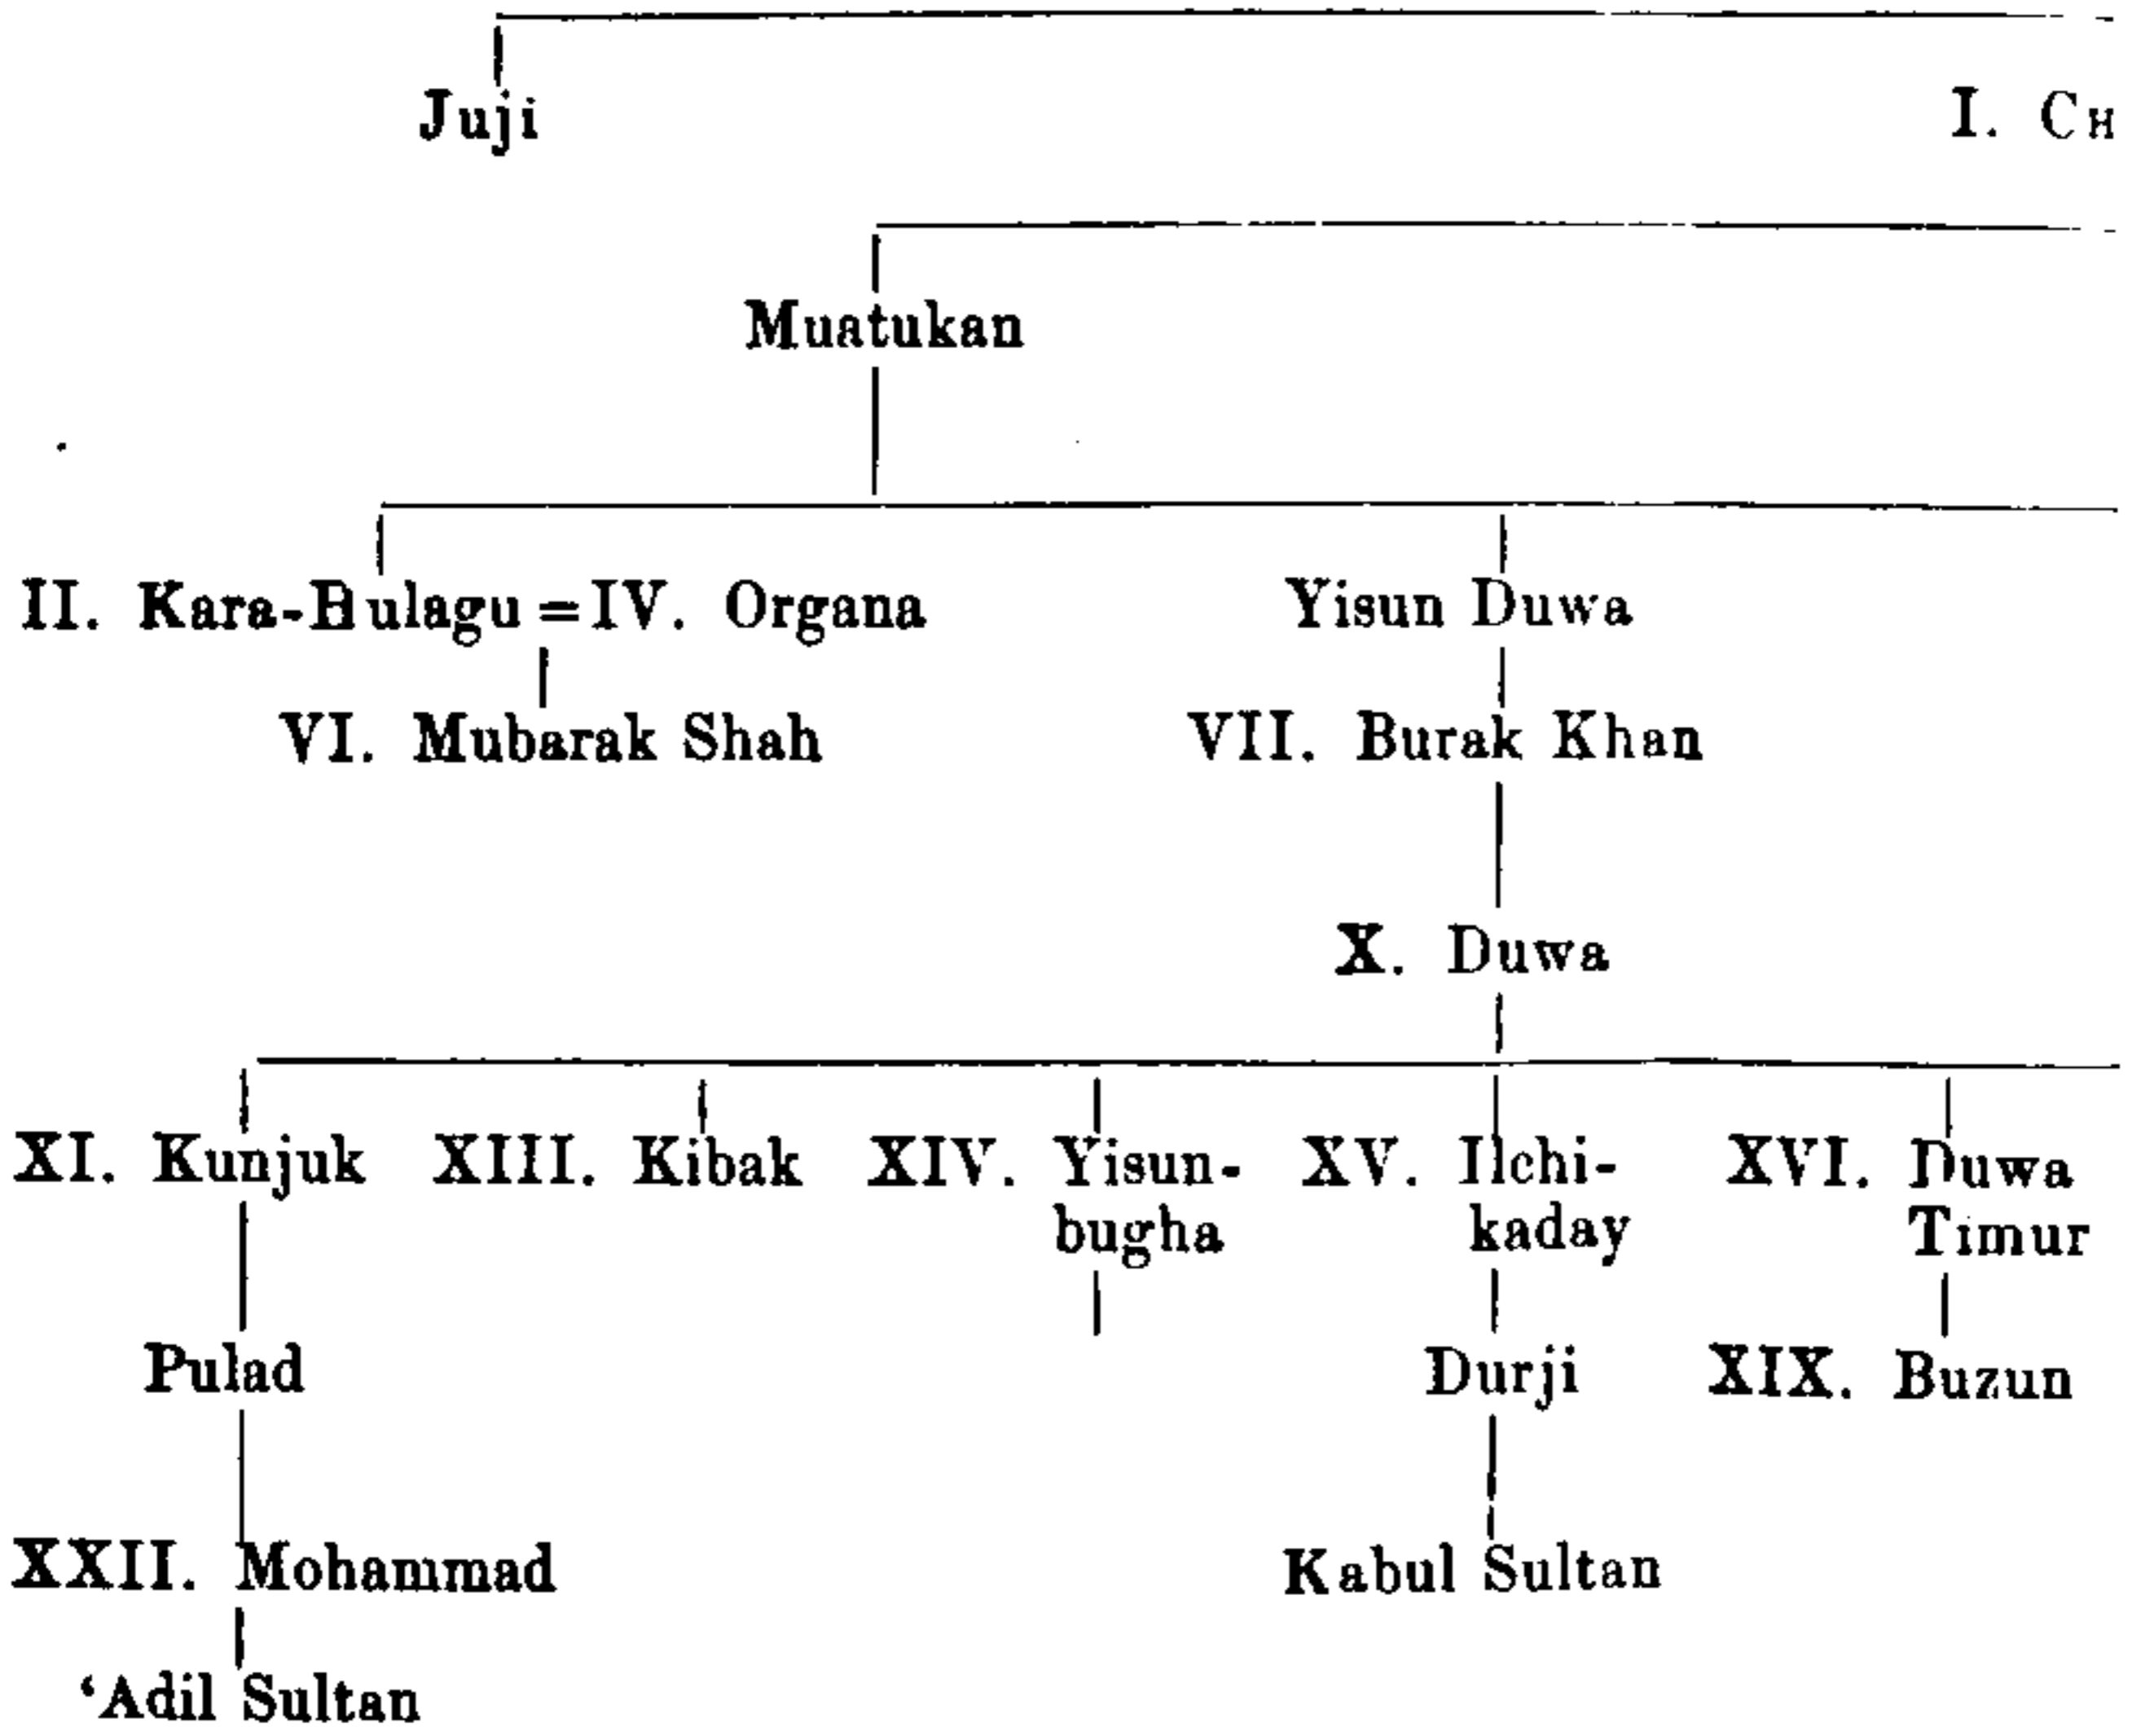 Juji I. CH
Muatukan
II. Kara-Hulagu = IV. Organa Yisun Duwa
VI. Mubarak Shah VII. Burak Khan
X. Duwa
XI. Kunjuk XIII. Kibak XIV. Yisun- XV. Ilchi- XVI. Duwa
bugha kaday Timur
Pulad Durji XIX. Buzun
XXII. Mohammad Kabul Sultan
‘Adil Sultan